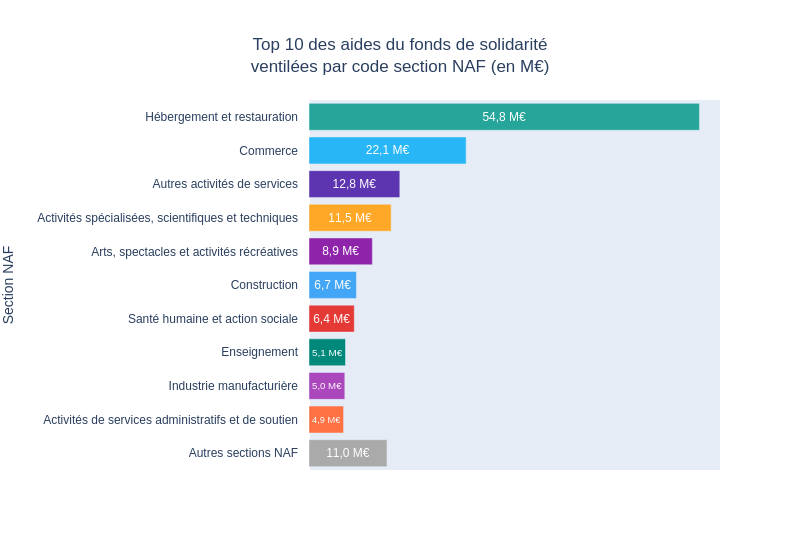 Top 10 des aides du fonds de solidarité
ventilées par code section NAF (en M€)
Section NAF
Hébergement et restauration 54,8 M€
Commerce 22,1 M€
Autres activités de services 12,8 M€
Activités spécialisées, scientifiques et techniques 11,5 M€
Arts, spectacles et activités récréatives 8,9 M€
Construction 6,7 M€
Santé humaine et action sociale 6,4 M€
Enseignement 5,1 M€
Industrie manufacturière 5,0 M€
Activités de services administratifs et de soutien 4,9 M€
Autres sections NAF 11,0 M€